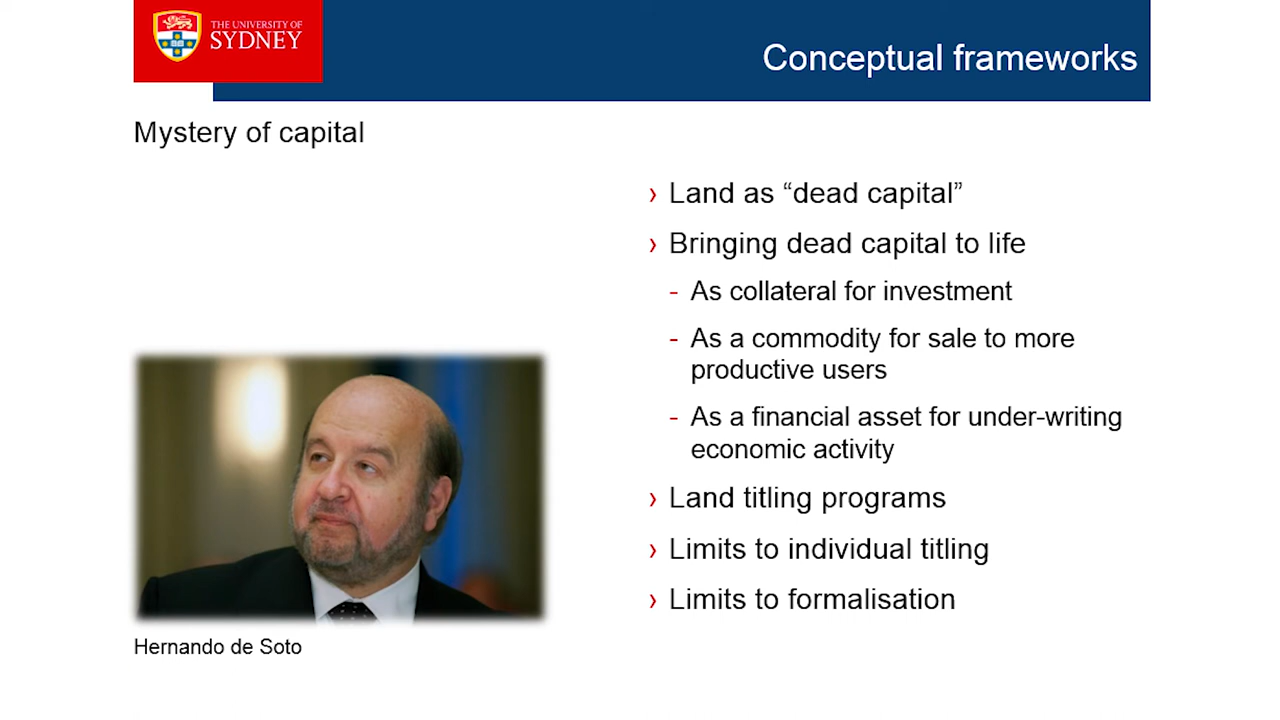 THE UNIVERSITY OF
SYDNEY
Conceptual frameworks
Mystery of capital
› Land as “dead capital”
› Bringing dead capital to life
- As collateral for investment
- As a commodity for sale to more
productive users
- As a financial asset for under-writing
economic activity
› Land titling programs
› Limits to individual titling
› Limits to formalisation
Hernando de Soto